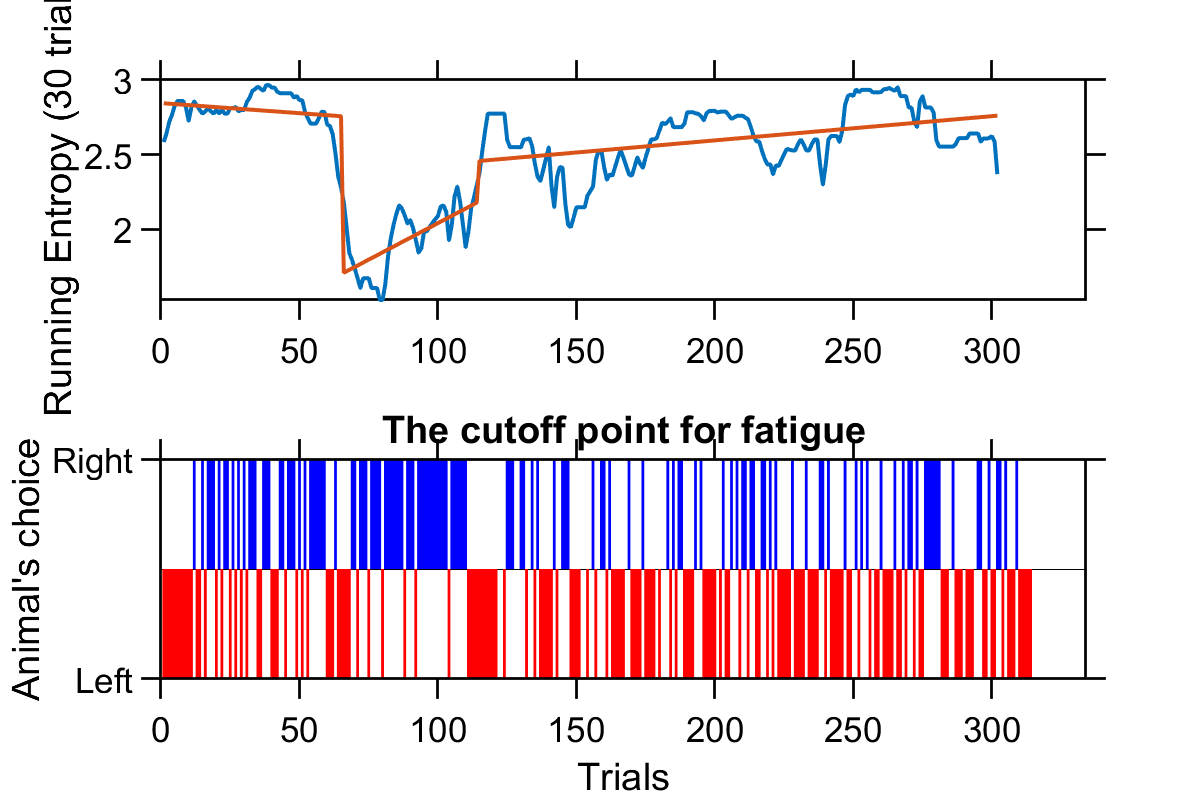 Running Entropy (30 trial
3
2.5
2
0 50 100 150 200 250 300
The cutoff point for fatigue
Animal's choice
Right
Left
0 50 100 150 200 250 300
Trials